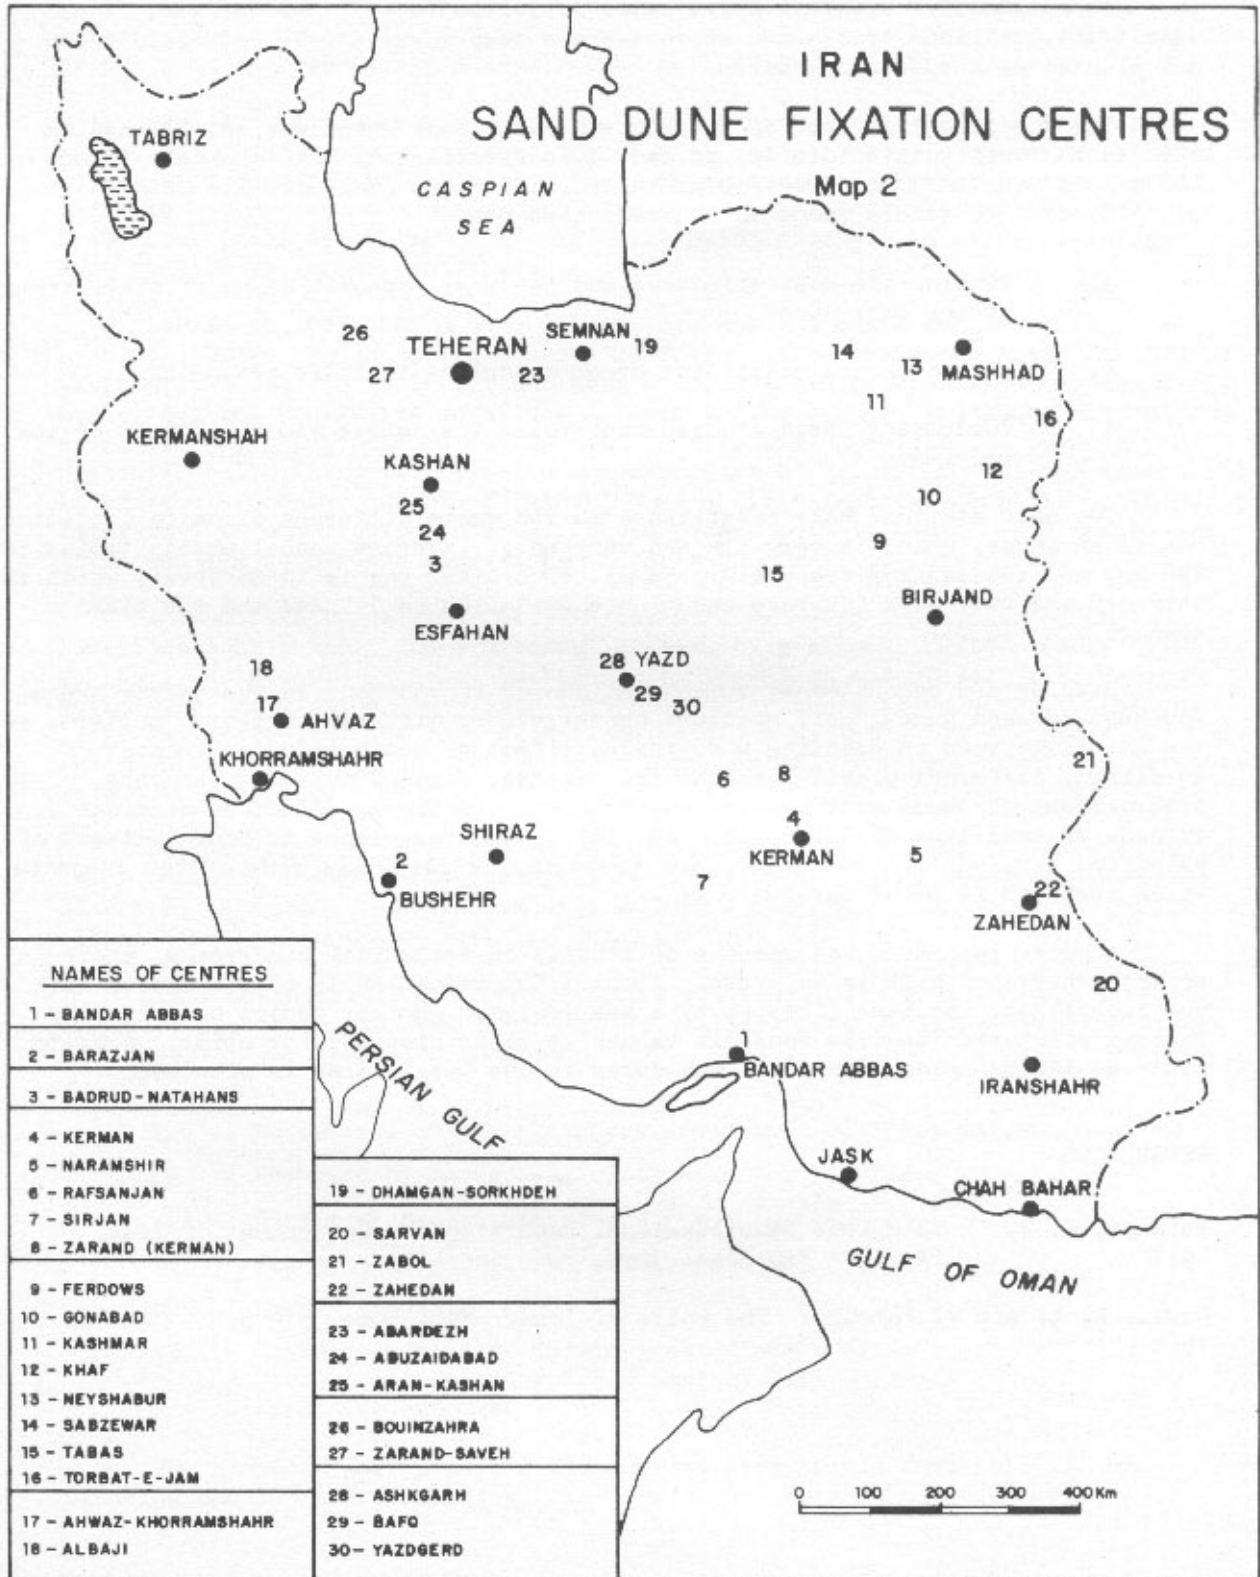 IRAN
SAND DUNE FIXATION CENTRES
Map 2
TABRIZ
CASPIAN
SEA
26
TEHERAN
SEMNAN
19
14
13
MASHHAD
27
23
11
16
KERMANSHAH
KASHAN
12
25
10
24
9
3
15
BIRJAND
ESFAHAN
18
28 YAZD
29
30
17
AHVAZ
KHORRAMSHAHR
6
8
21
SHIRAZ
4
KERMAN
5
2
BUSHEHR
7
22
ZAHEDAN
20
PERSIAN GULF
1
BANDAR ABBAS
IRANSHAHR
JASK
CHAH BAHAR
GULF OF OMAN
NAMES OF CENTRES
1 - BANDAR ABBAS
2 - BARAZJAN
3 - BADRUD-NATAHANS
4 - KERMAN
5 - NARAMSHIR
6 - RAFSANJAN
7 - SIRJAN
8 - ZARAND (KERMAN)
9 - FERDOWS
10 - GONABAD
11 - KASHMAR
12 - KHAF
13 - NEYSHABUR
14 - SABZEWAR
15 - TABAS
16 - TORBAT-E-JAM
17 - AHWAZ-KHORRAMSHAHR
18 - ALBAJI
19 - DHAMGAN-SORKHDEH
20 - SARVAN
21 - ZABOL
22 - ZAHEDAN
23 - ABARDEZH
24 - ABUZAIDABAD
25 - ARAN-KASHAN
26 - BOUINZAHRA
27 - ZARAND-SAVEH
28 - ASHKGARH
29 - BAFQ
30 - YAZDGERD
0 100 200 300 400 Km